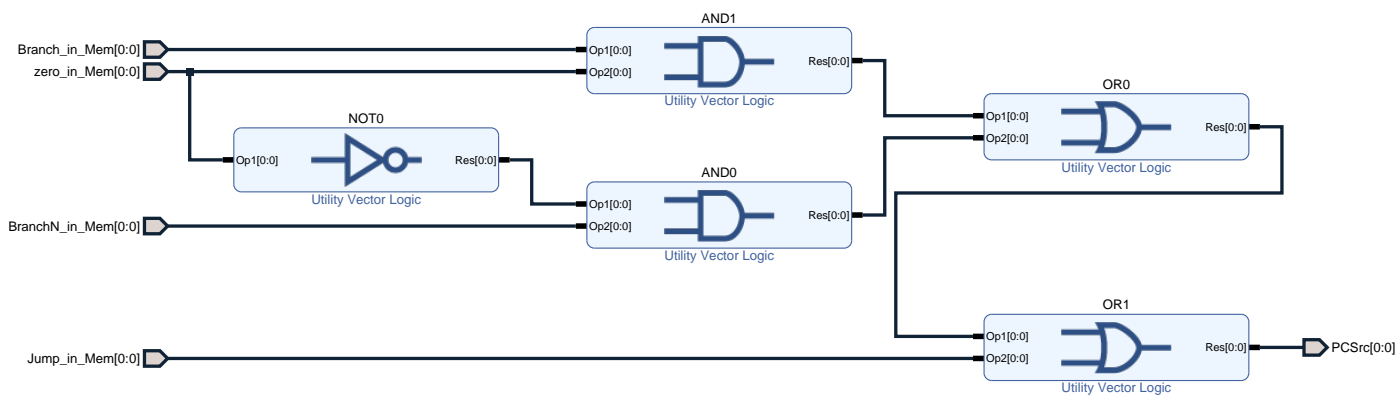 Branch_in_Mem[0:0]
zero_in_Mem[0:0]
BranchN_in_Mem[0:0]
Jump_in_Mem[0:0]
NOT0
Op1[0:0]
Res[0:0]
Utility Vector Logic
AND1
Op1[0:0]
Op2[0:0]
Res[0:0]
Utility Vector Logic
AND0
Op1[0:0]
Op2[0:0]
Res[0:0]
Utility Vector Logic
OR0
Op1[0:0]
Op2[0:0]
Res[0:0]
Utility Vector Logic
OR1
Op1[0:0]
Op2[0:0]
Res[0:0]
Utility Vector Logic
PCSrc[0:0]